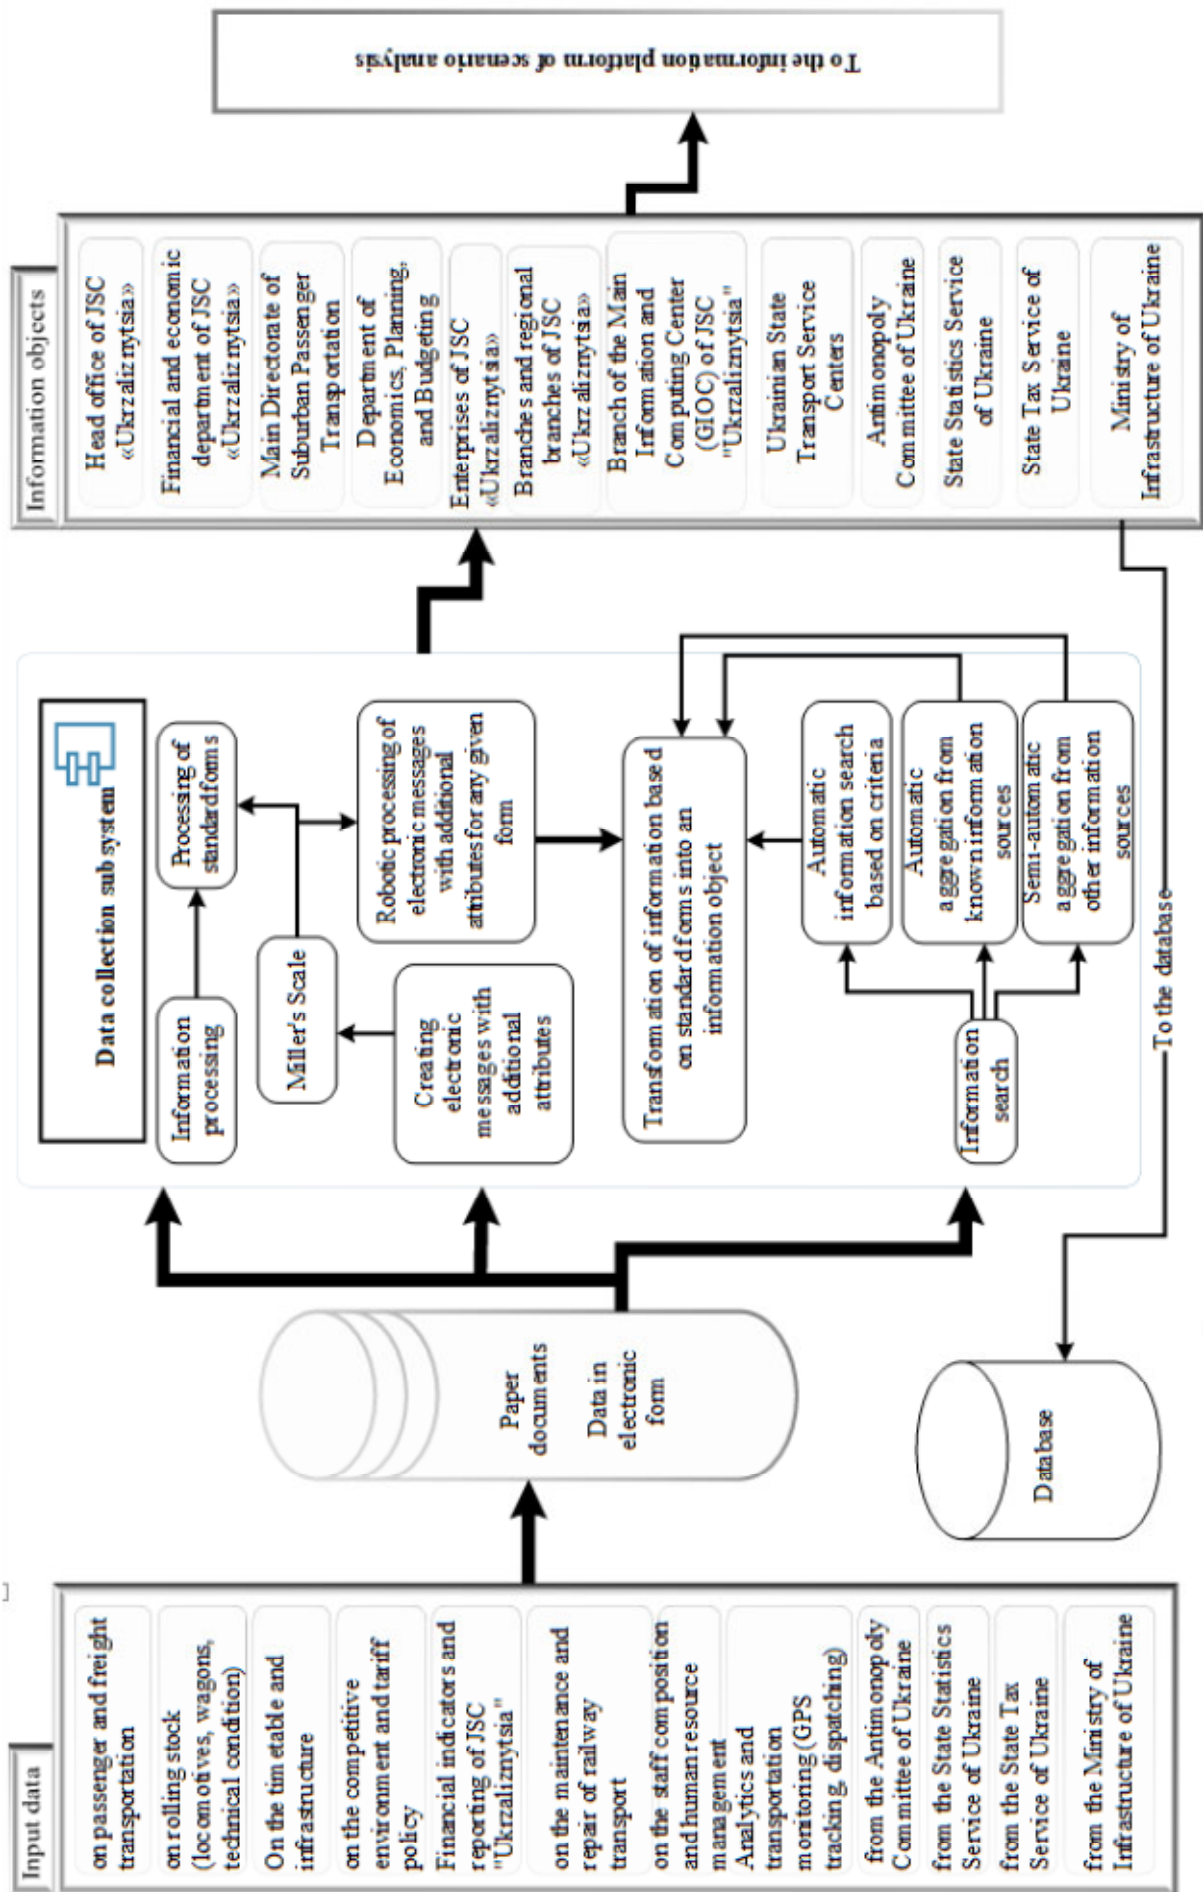 Input data
on passenger and freight
transportation
on rolling stock
(locomotives, wagons,
technical condition)
On the timetable and
infrastructure
on the competitive
environment and tariff
policy
Financial indicators and
reporting of JSC
"Ukrzaliznytsia"
on the maintenance and
repair of railway
transport
on the staff composition
and human resource
management
Analytics and
transportation
monitoring (GPS
tracking, dispatching)
from the Antimonopoly
Committee of Ukraine
from the State Statistics
Service of Ukraine
from the State Tax
Service of Ukraine
from the Ministry of
Infrastructure of Ukraine
Paper
documents
Data in
electronic
form
Database
Data collection subsystem
Information
processing
Processing of
standard forms
Miller's Scale
Creating
electronic
messages with
additional
attributes
Robotic processing of
electronic messages
with additional
attributes for any given
form
Transformation of information based
on standard forms into an
information object
Information
search
Automatic
information search
based on criteria
Automatic
aggregation from
known information
sources
Semi-automatic
aggregation from
other information
sources
To the database
Information objects
Head office of JSC
«Ukrzaliznytsia»
Financial and economic
department of JSC
«Ukrzaliznytsia»
Main Directorate of
Suburban Passenger
Transportation
Department of
Economics, Planning,
and Budgeting
Enterprises of JSC
«Ukrzaliznytsia»
Branches and regional
branches of JSC
«Ukrzaliznytsia»
Branch of the Main
Information and
Computing Center
(GIOC) of JSC
"Ukrzaliznytsia"
Ukrainian State
Transport Service
Centers
Antimonopoly
Committee of Ukraine
State Statistics Service
of Ukraine
State Tax Service of
Ukraine
Ministry of
Infrastructure of Ukraine
To the information platform of scenario analysis